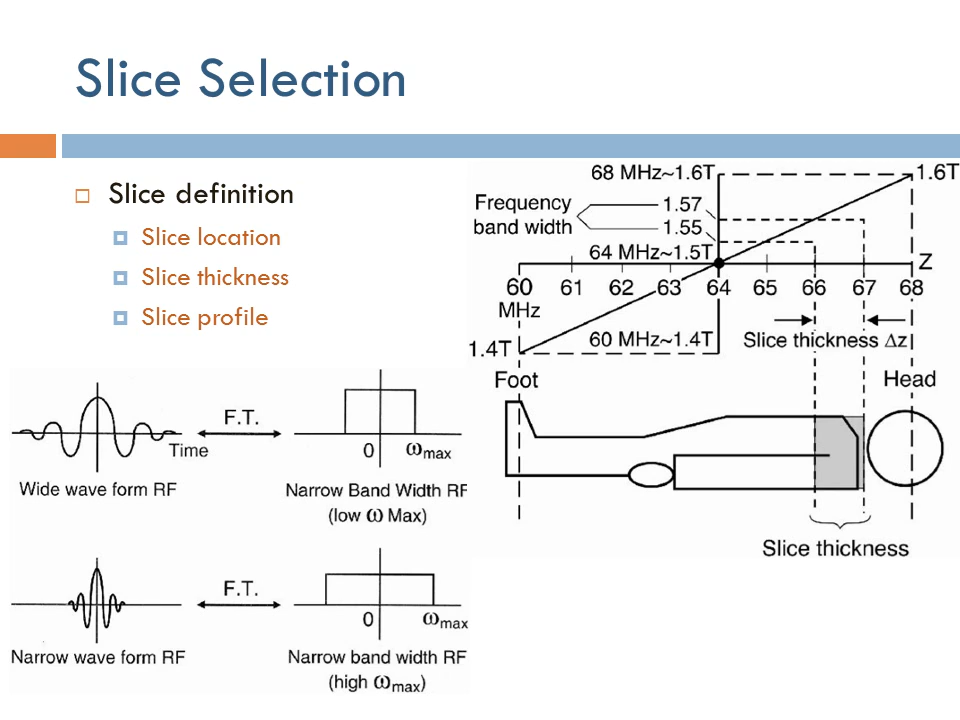 Slice Selection
Slice definition
Slice location
Slice thickness
Slice profile
68 MHz~1.6T
1.6T
Frequency
band width
1.57
1.55
64 MHz~1.5T
Z
60 61 62 63 64 65 66 67 68
MHz
60 MHz~1.4T
Slice thickness Δz
1.4T
Foot
Head
Slice thickness
F.T.
Time
0 ωmax
Wide wave form RF
Narrow Band Width RF
(low ω Max)
F.T.
0 ωmax
Narrow wave form RF
Narrow band width RF
(high ωmax)